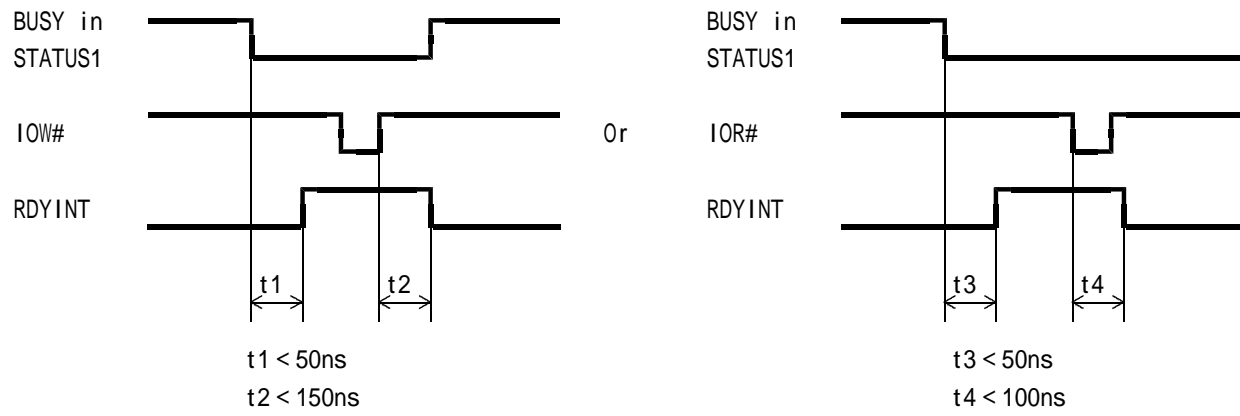 BUSY in
STATUS1
IOW#
RDYINT
t1
t2
t1 < 50ns
t2 < 150ns
Or
BUSY in
STATUS1
IOR#
RDYINT
t3
t4
t3 < 50ns
t4 < 100ns